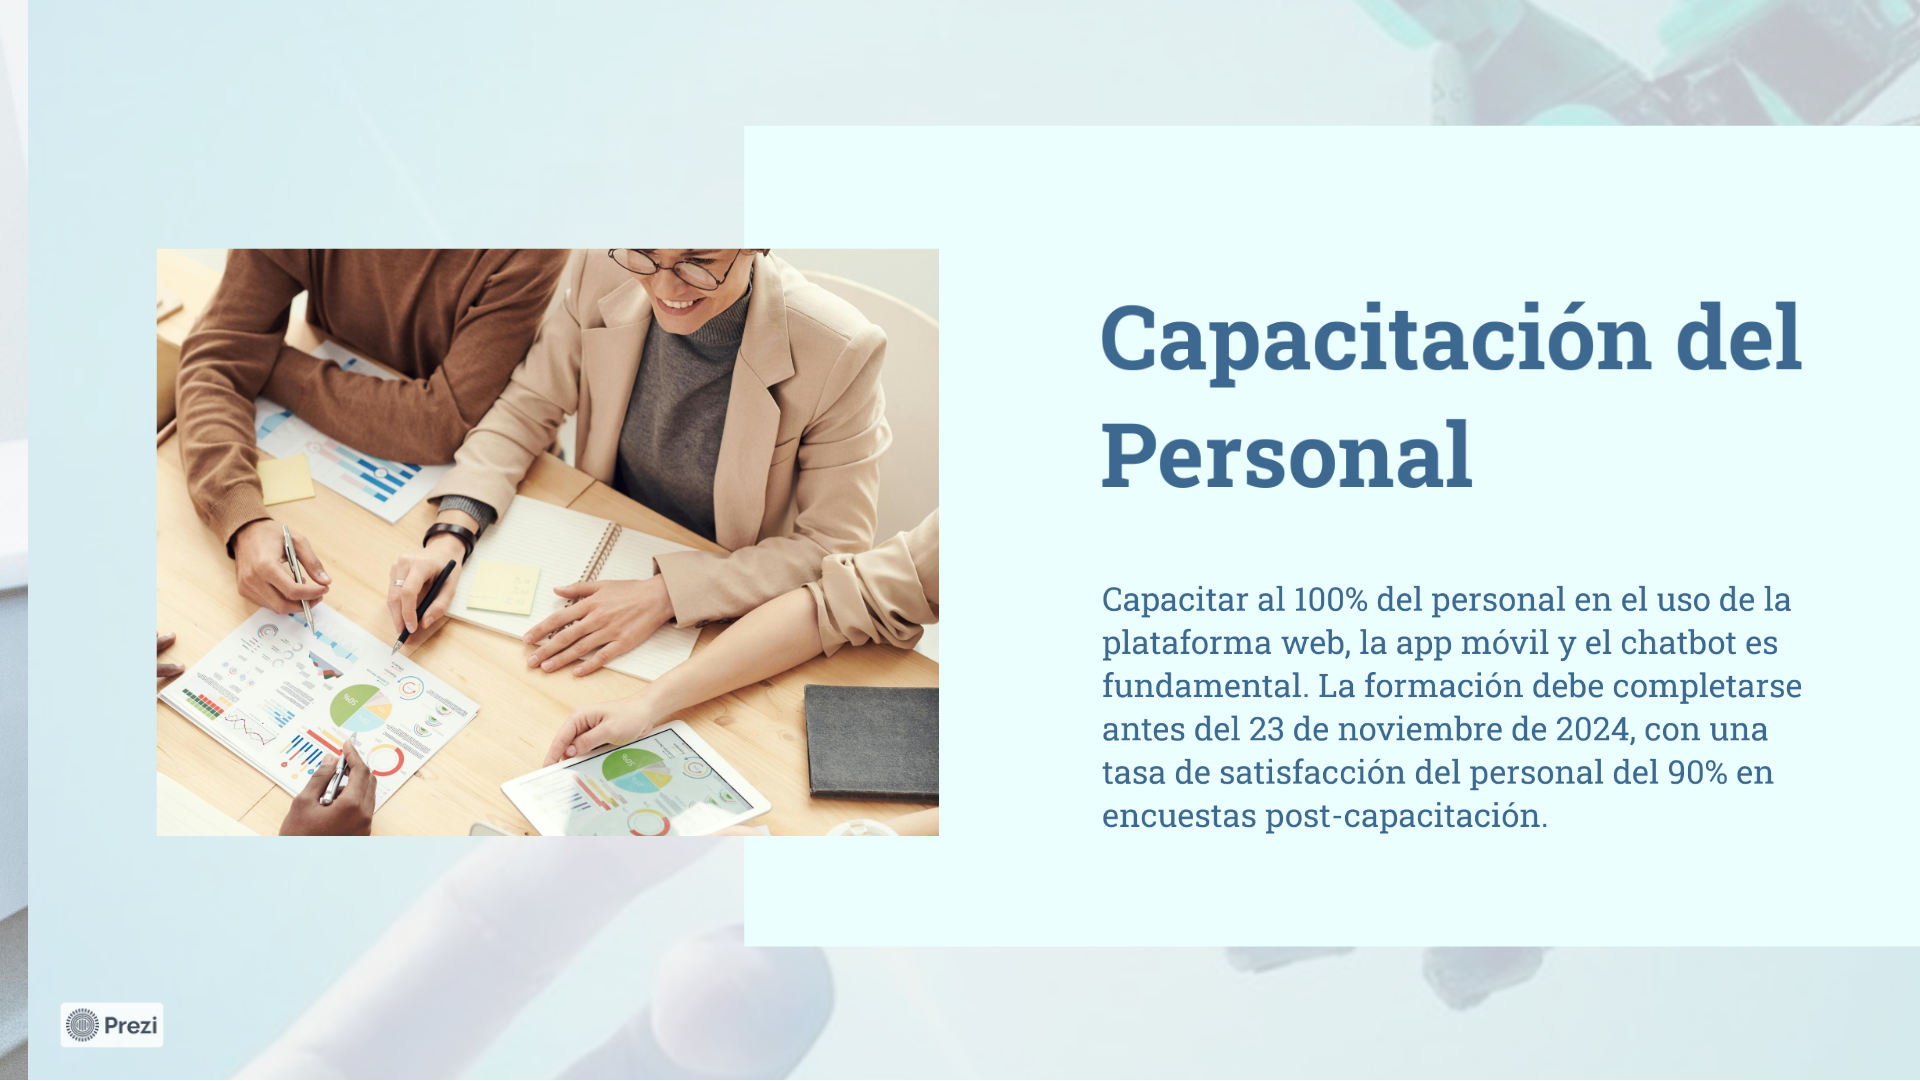 Capacitación del
Personal
Capacitar al 100% del personal en el uso de la
plataforma web, la app móvil y el chatbot es
fundamental. La formación debe completarse
antes del 23 de noviembre de 2024, con una
tasa de satisfacción del personal del 90% en
encuestas post-capacitación.
50%
50%
Prezi